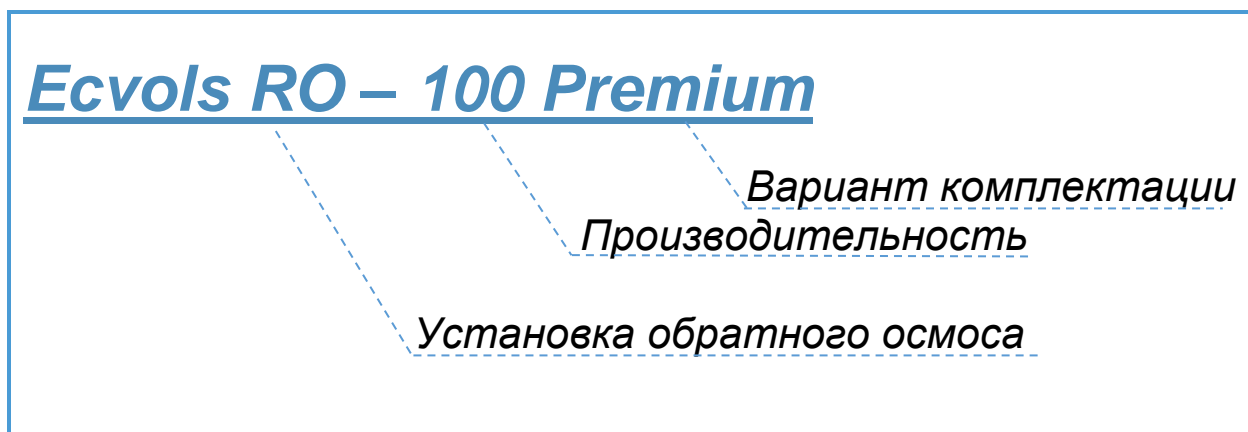 Ecvols RO – 100 Premium
Вариант комплектации
Производительность
Установка обратного осмоса